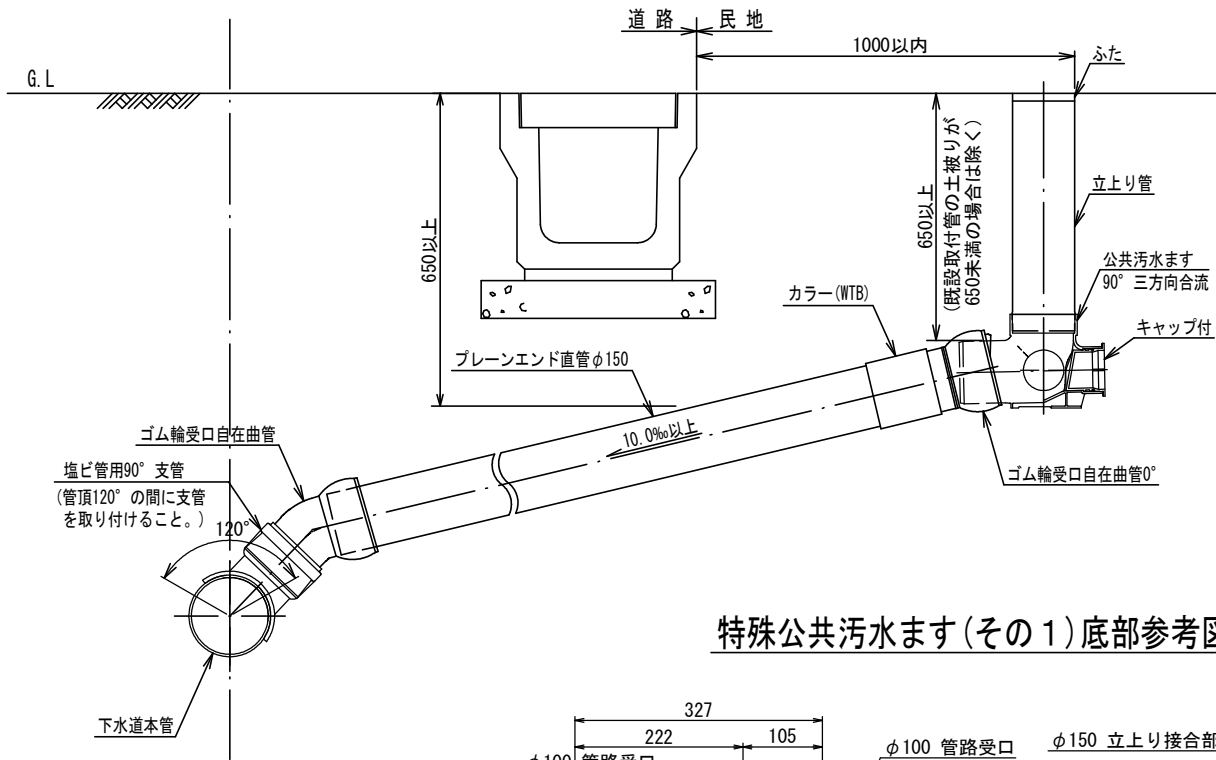 道 路 民 地
1000以内
ふた
G.L
650以上
650以上
(既設取付管の土被りが
650未満の場合は除く)
立上り管
公共汚水ます
90° 三方向合流
カラー(WTB)
キャップ付
プレーンエンド直管φ150
10.0‰以上
ゴム輪受口自在曲管
塩ビ管用90° 支管
(管頂120° の間に支管
を取り付けること。)
120°
ゴム輪受口自在曲管0°
特殊公共汚水ます(その1)底部参考図
下水道本管
327
222 105
φ100 管路受口
φ100 管路受口
φ150 立上り接合部